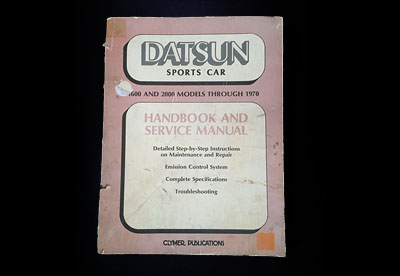 DATSUN
SPORTS CAR
1600 AND 2000 MODELS THROUGH 1970
HANDBOOK AND
SERVICE MANUAL
Detailed Step-by-Step Instructions
on Maintenance and Repair
Emission Control System
Complete Specifications
Troubleshooting
CLYMER PUBLICATIONS